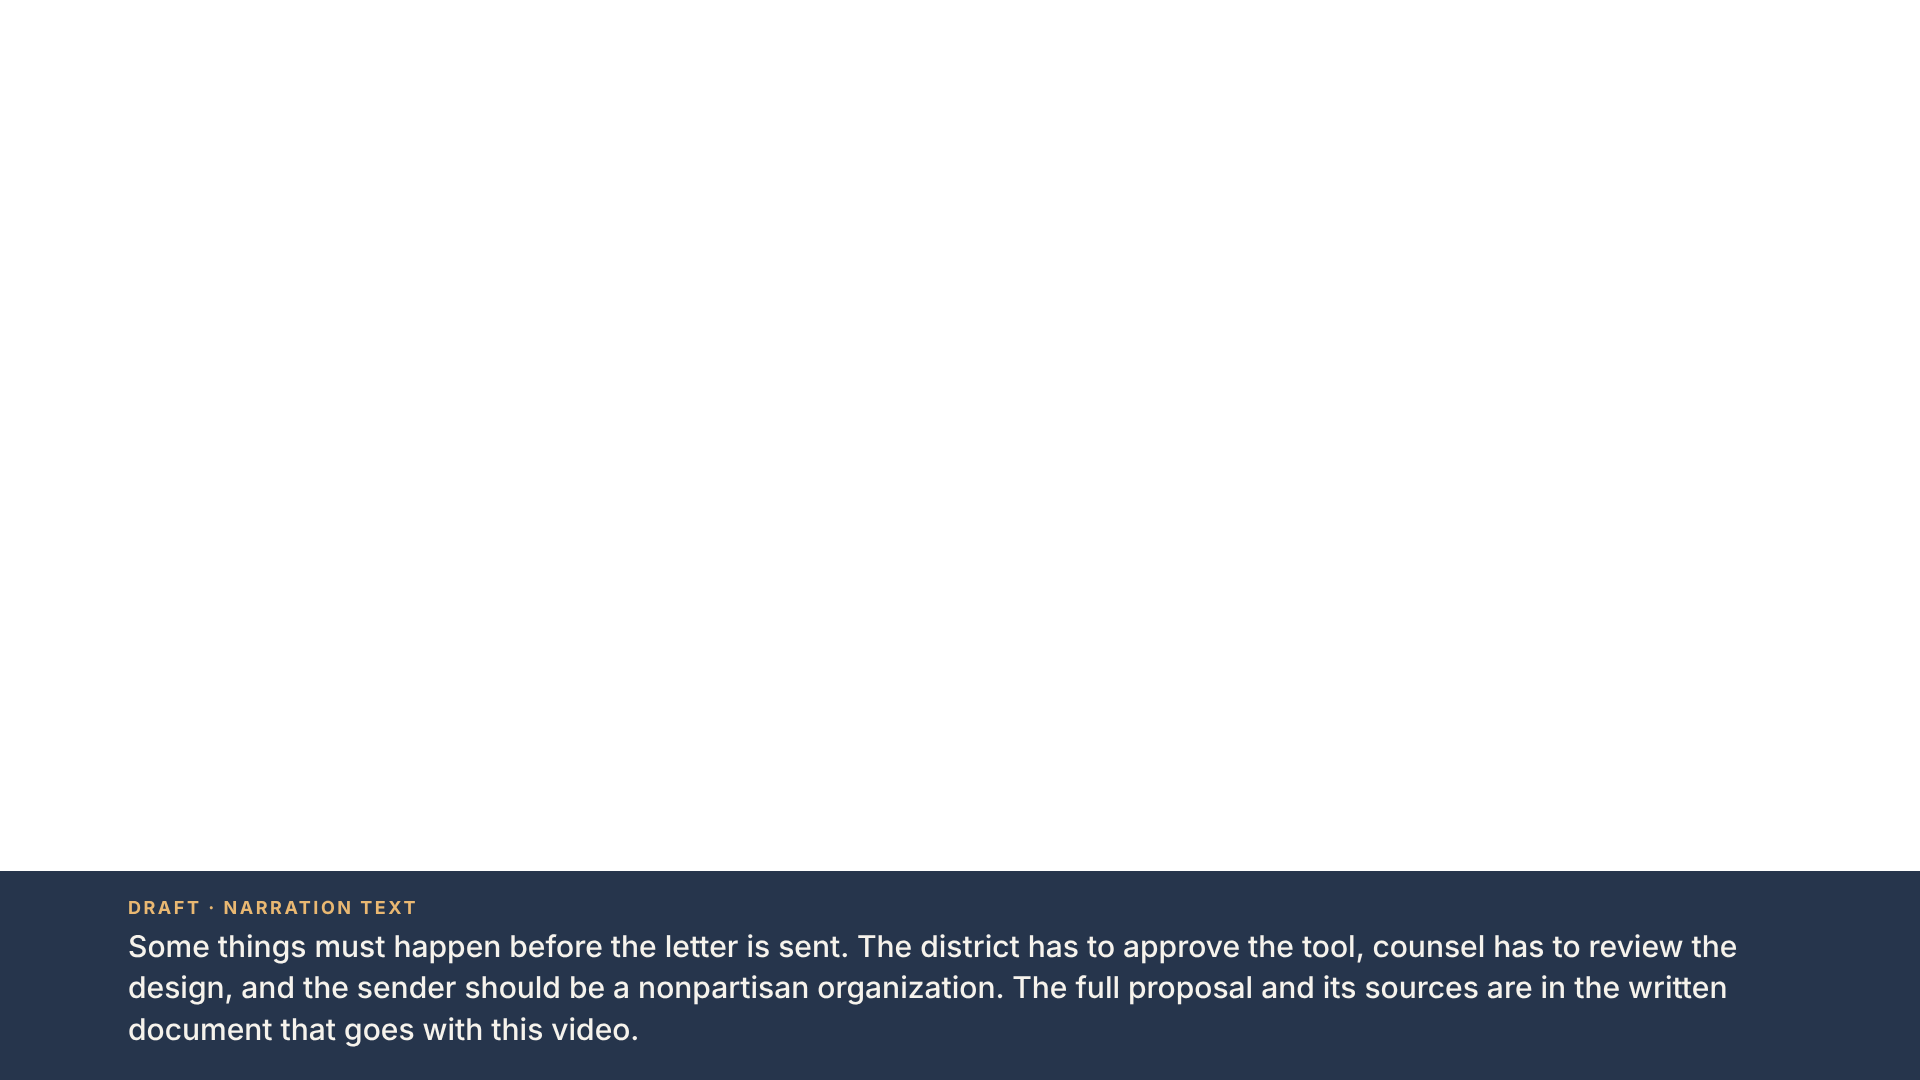 DRAFT · NARRATION TEXT
Some things must happen before the letter is sent. The district has to approve the tool, counsel has to review the
design, and the sender should be a nonpartisan organization. The full proposal and its sources are in the written
document that goes with this video.